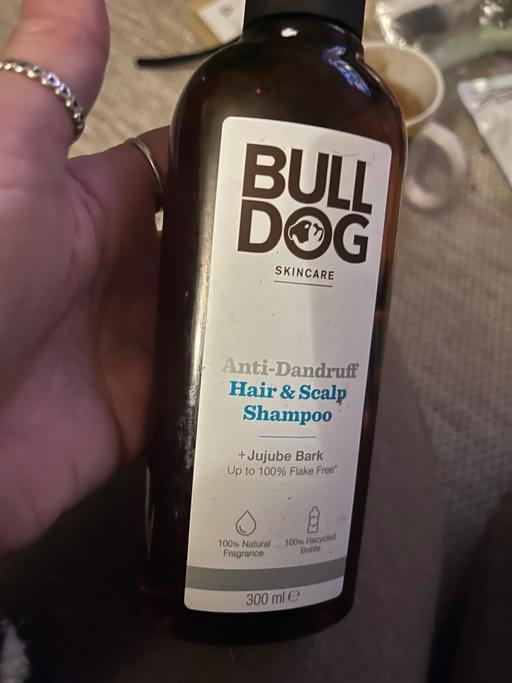 BULL
DOG
SKINCARE
Anti-Dandruff
Hair & Scalp
Shampoo
+Jujube Bark
Up to 100% Flake Free*
100% Natural
Fragrance
100% Recycled
Bottle
300 ml ℮